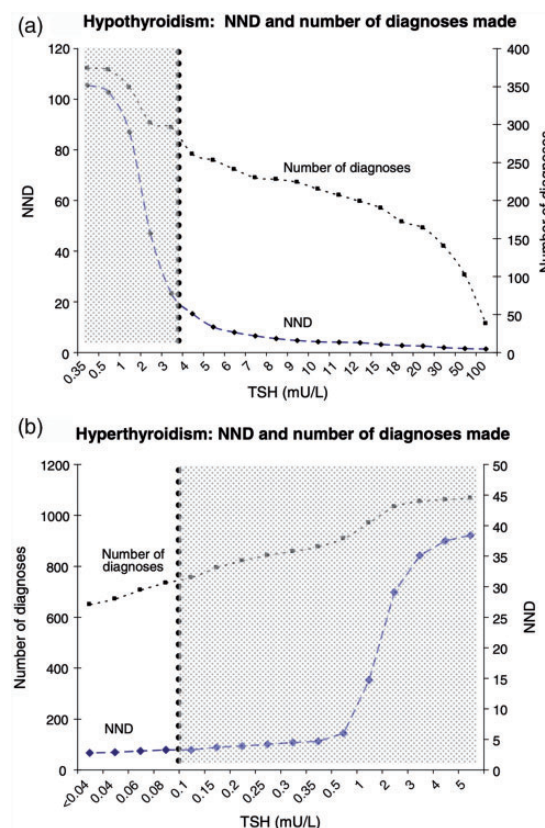 (a)
Hypothyroidism: NND and number of diagnoses made
120
100
80
60
40
20
0
NND
400
350
300
250
200
150
100
50
0
Number of diagnoses
Number of diagnoses
NND
0.35 0.5 1 2 3 4 5 6 7 8 9 10 11 12 15 18 20 30 50 100
TSH (mU/L)
(b)
Hyperthyroidism: NND and number of diagnoses made
1200
1000
800
600
400
200
0
Number of diagnoses
50
45
40
35
30
25
20
15
10
5
0
NND
Number of
diagnoses
NND
<0.04 0.04 0.06 0.08 0.1 0.15 0.2 0.25 0.3 0.35 0.5 1 2 3 4 5
TSH (mU/L)